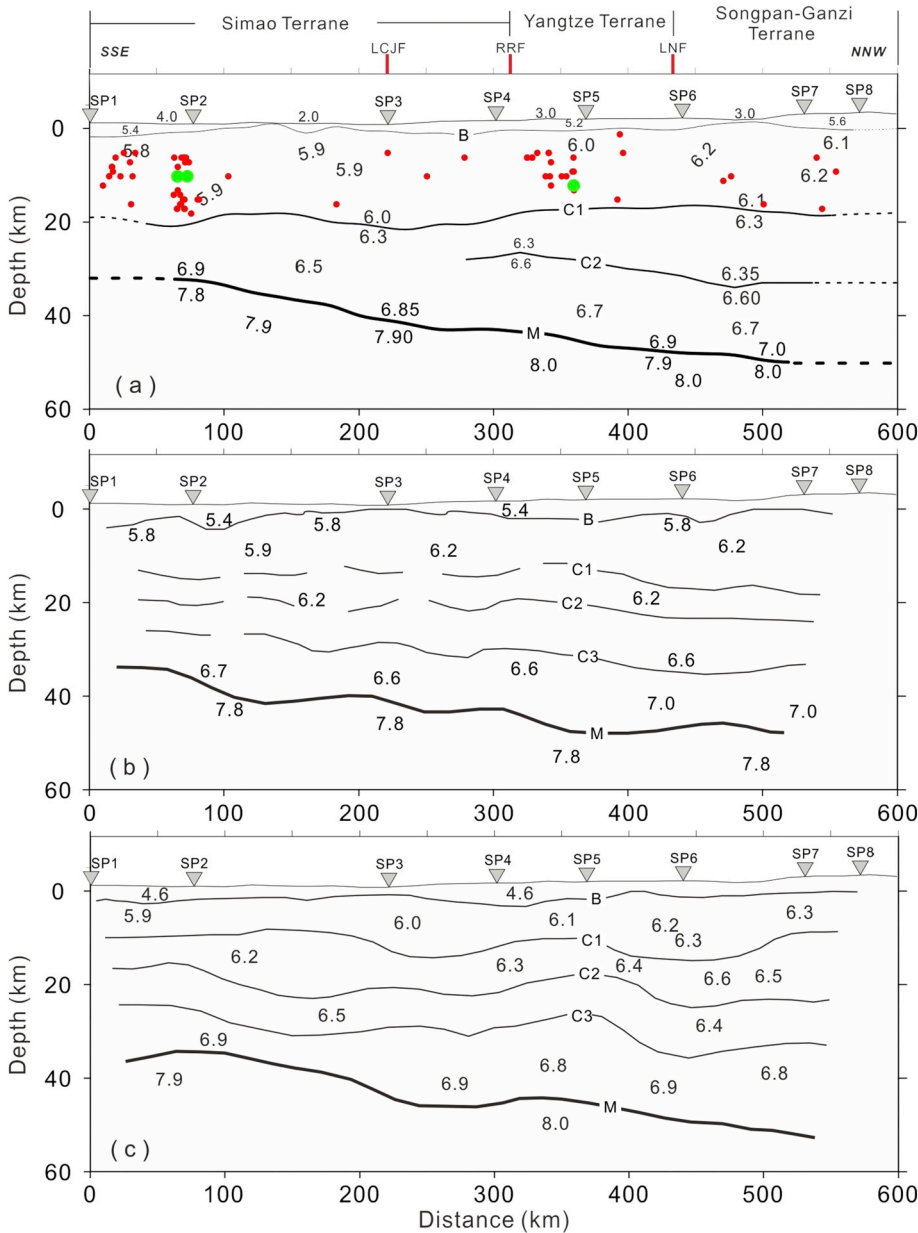 Simao Terrane Yangtze Terrane Songpan-Ganzi Terrane
SSE LCJF RRF LNF NNW
SP1 SP2 SP3 SP4 SP5 SP6 SP7 SP8
4.0 2.0 3.0 3.0
0 5.4 B 5.2 5.6
5.8 5.9 6.0 6.2 6.1
5.9 5.9 6.2
20 6.0 C1 6.1
6.3 6.3
6.3
6.9 6.5 6.6 C2 6.35
7.8 6.60
40 6.85 6.7
7.9 7.90 M 6.9 6.7 7.0
8.0 7.9 8.0
( a ) 8.0
60
Depth (km)
0 100 200 300 400 500 600
SP1 SP2 SP3 SP4 SP5 SP6 SP7 SP8
0 5.4 5.8 5.4 B 5.8
5.8 5.9 6.2 6.2
C1
20 6.2 C2 6.2
C3
6.7 6.6 6.6 6.6
40 7.8 7.8 7.0 7.0
M
( b ) 7.8 7.8
60
Depth (km)
0 100 200 300 400 500 600
SP1 SP2 SP3 SP4 SP5 SP6 SP7 SP8
0 4.6 4.6 B
5.9 6.0 6.1 6.2 6.3
C1 6.3
6.2 6.3 6.4
20 C2 6.6 6.5
6.5 C3 6.4
6.9 6.8 6.8
40 7.9 6.9 6.9
M
8.0
( c )
60
Depth (km)
0 100 200 300 400 500 600
Distance (km)